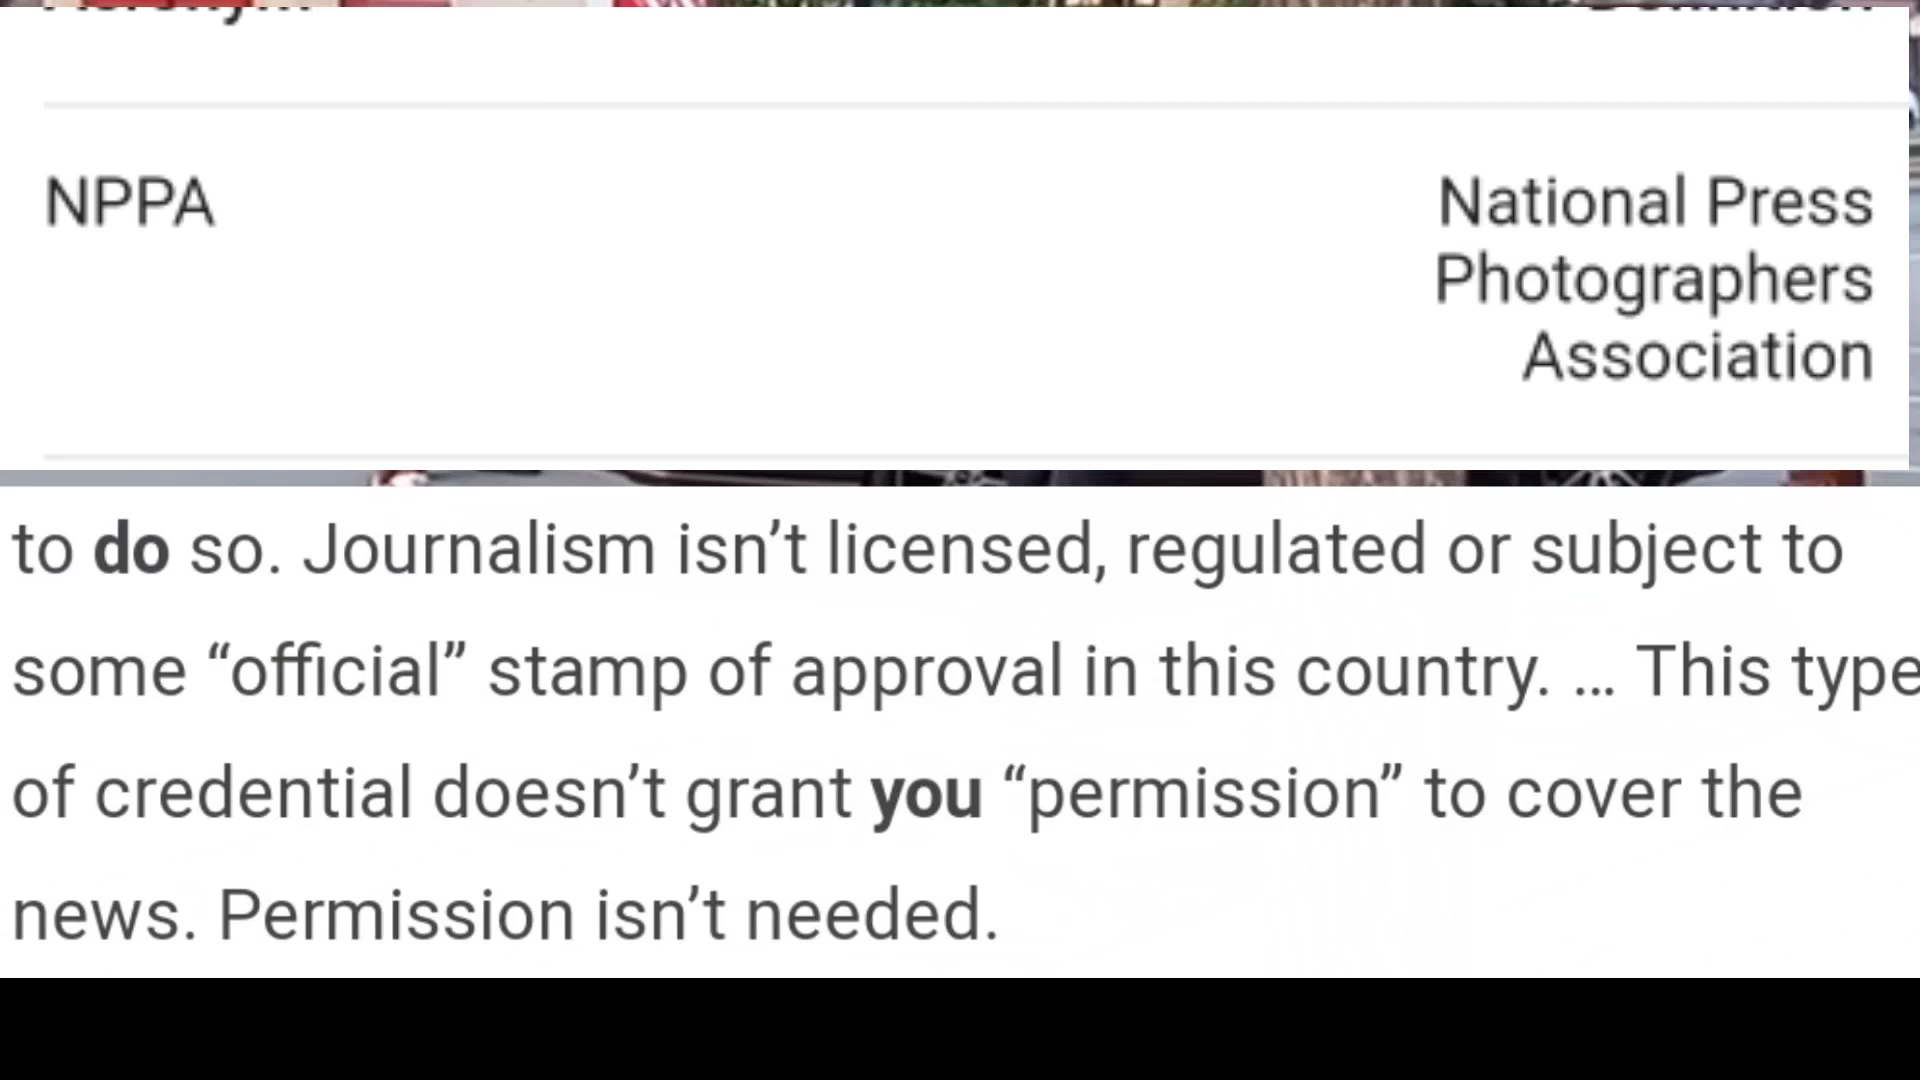 NPPA
National Press
Photographers
Association
to do so. Journalism isn’t licensed, regulated or subject to
some “official” stamp of approval in this country. ... This type
of credential doesn’t grant you “permission” to cover the
news. Permission isn’t needed.